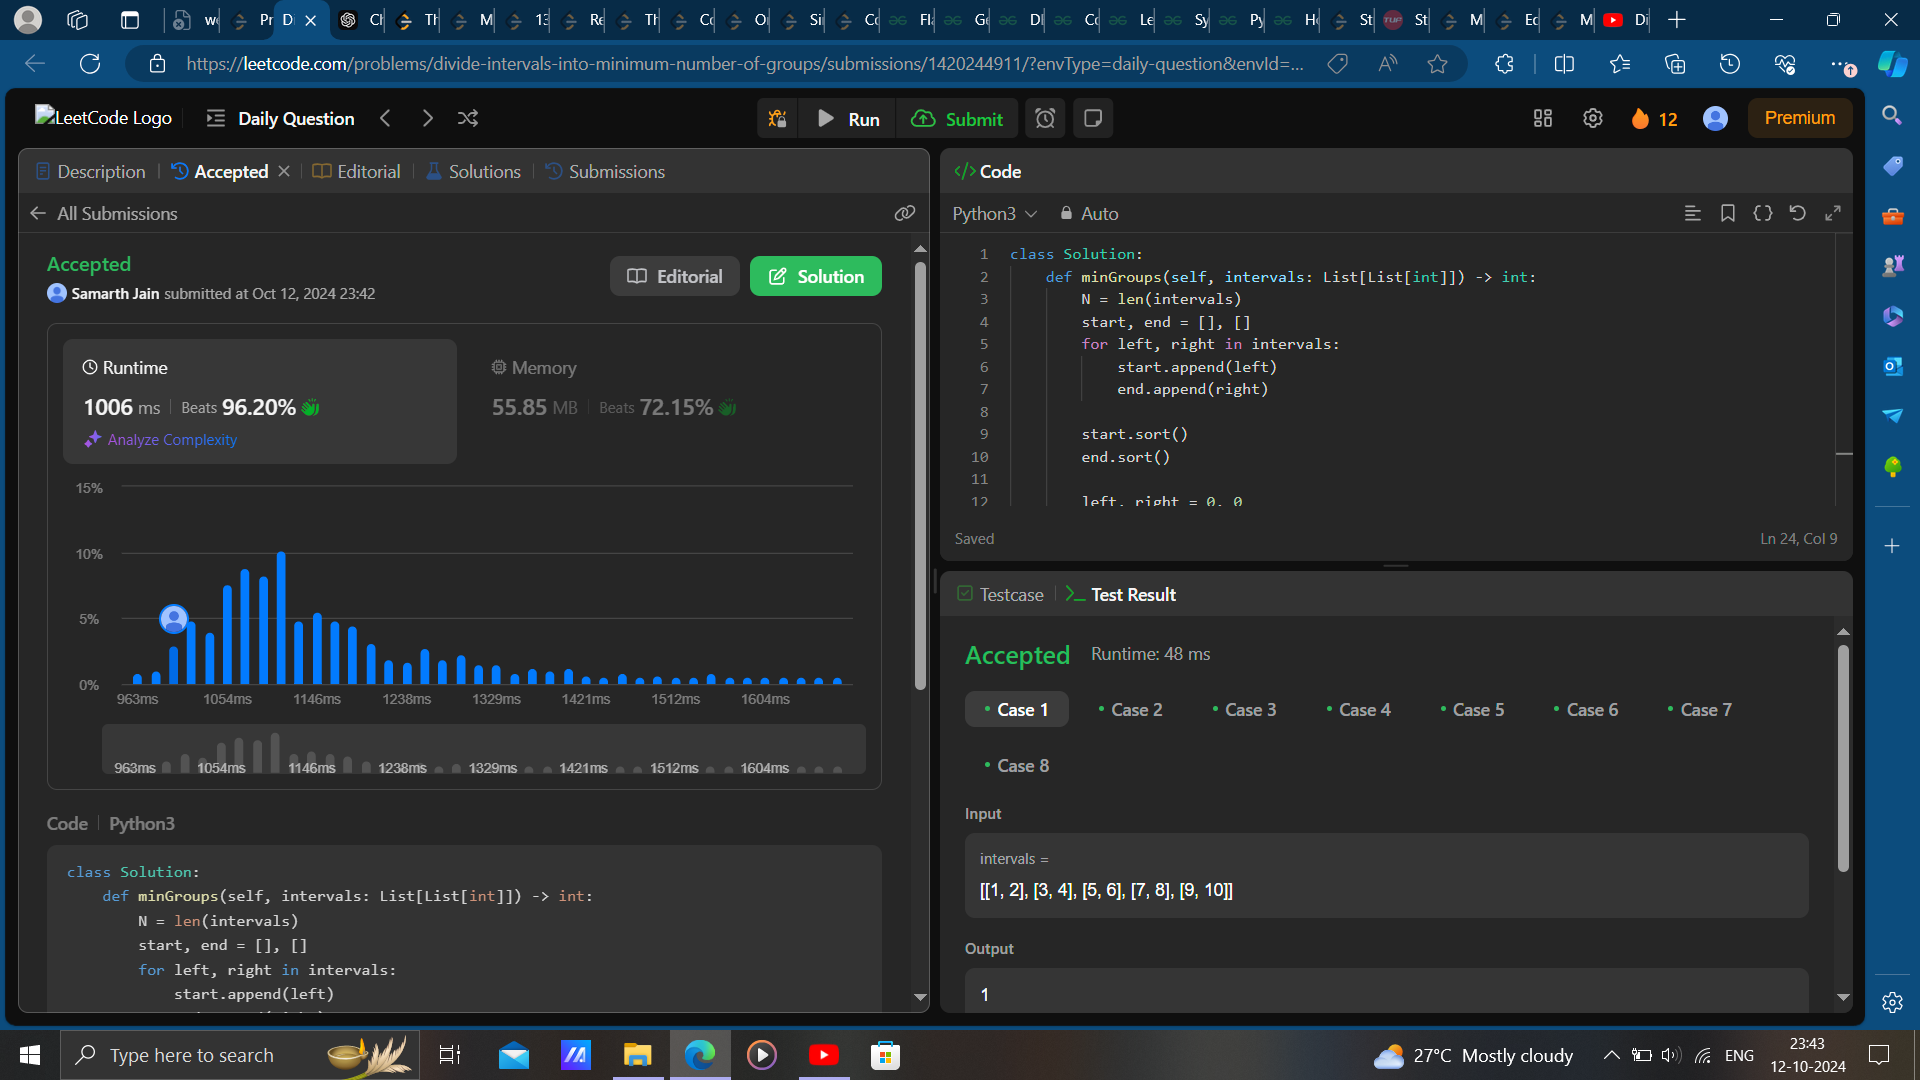 https://leetcode.com/problems/divide-intervals-into-minimum-number-of-groups/submissions/1420244911/?envType=daily-question&envId=...
LeetCode Logo
Daily Question
Run
Submit
12
Premium
Description
Accepted
Editorial
Solutions
Submissions
All Submissions
Accepted
Samarth Jain submitted at Oct 12, 2024 23:42
Editorial
Solution
Runtime
1006 ms
Beats 96.20%
Analyze Complexity
Memory
55.85 MB
Beats 72.15%
15%
10%
5%
0%
963ms 1054ms 1146ms 1238ms 1329ms 1421ms 1512ms 1604ms
963ms 1054ms 1146ms 1238ms 1329ms 1421ms 1512ms 1604ms
Code
Python3
class Solution:
def minGroups(self, intervals: List[List[int]]) -> int:
N = len(intervals)
start, end = [], []
for left, right in intervals:
start.append(left)
Code
Python3
Auto
1 class Solution:
2 def minGroups(self, intervals: List[List[int]]) -> int:
3 N = len(intervals)
4 start, end = [], []
5 for left, right in intervals:
6 start.append(left)
7 end.append(right)
8
9 start.sort()
10 end.sort()
11
12 left, right = 0, 0
Saved
Ln 24, Col 9
Testcase
Test Result
Accepted
Runtime: 48 ms
Case 1
Case 2
Case 3
Case 4
Case 5
Case 6
Case 7
Case 8
Input
intervals =
[[1, 2], [3, 4], [5, 6], [7, 8], [9, 10]]
Output
1
Type here to search
27°C Mostly cloudy
ENG
23:43
12-10-2024